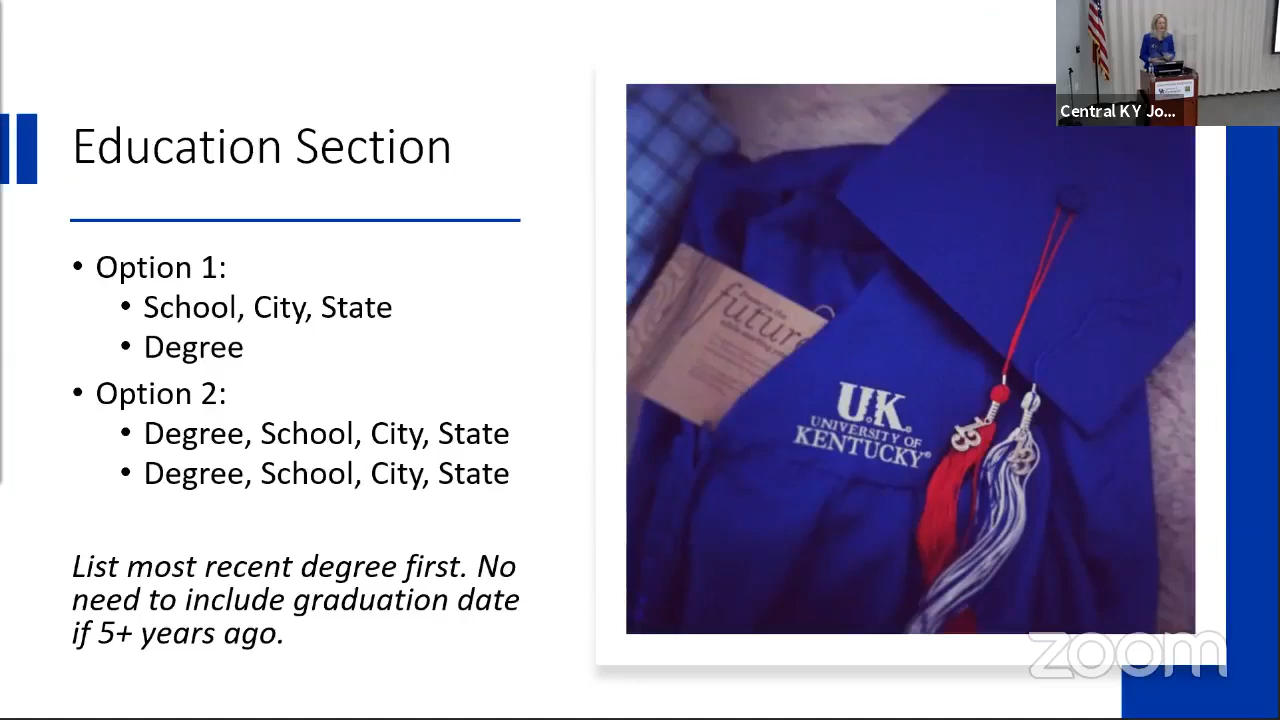 Education Section
• Option 1:
• School, City, State
• Degree
• Option 2:
• Degree, School, City, State
• Degree, School, City, State
List most recent degree first. No
need to include graduation date
if 5+ years ago.
future
UK
UNIVERSITY OF
KENTUCKY
13
Central KY Jo...
zoom